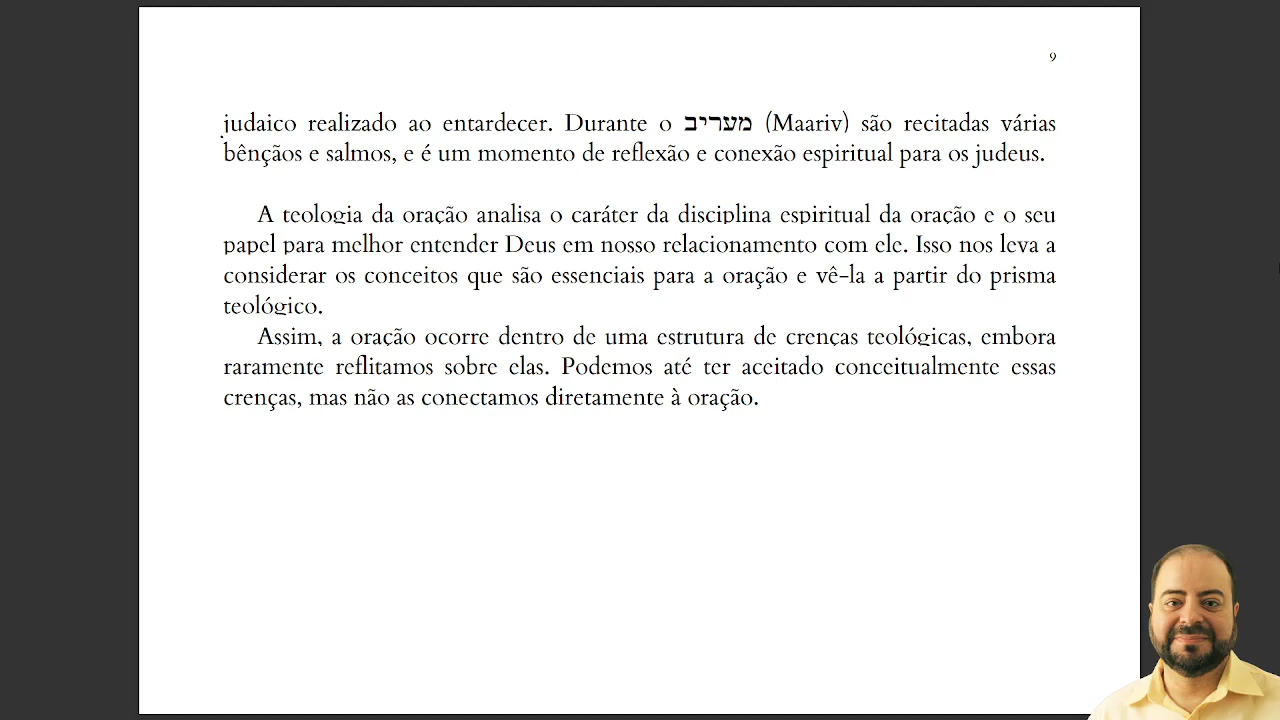 9
judaico realizado ao entardecer. Durante o מעריב (Maariv) são recitadas várias
bênçãos e salmos, e é um momento de reflexão e conexão espiritual para os judeus.
A teologia da oração analisa o caráter da disciplina espiritual da oração e o seu
papel para melhor entender Deus em nosso relacionamento com ele. Isso nos leva a
considerar os conceitos que são essenciais para a oração e vê-la a partir do prisma
teológico.
Assim, a oração ocorre dentro de uma estrutura de crenças teológicas, embora
raramente reflitamos sobre elas. Podemos até ter aceitado conceitualmente essas
crenças, mas não as conectamos diretamente à oração.